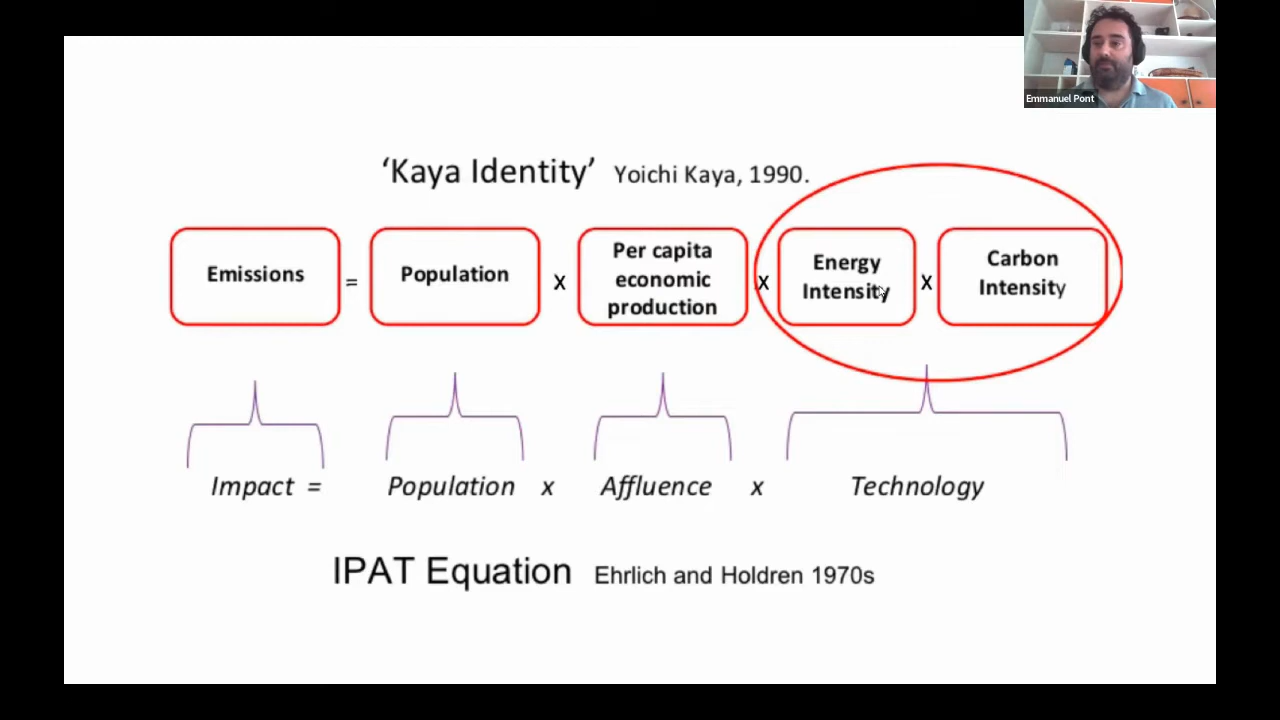 Emmanuel Pont
‘Kaya Identity’ Yoichi Kaya, 1990.
Emissions = Population x Per capita economic production x Energy Intensity x Carbon Intensity
Impact = Population x Affluence x Technology
IPAT Equation Ehrlich and Holdren 1970s